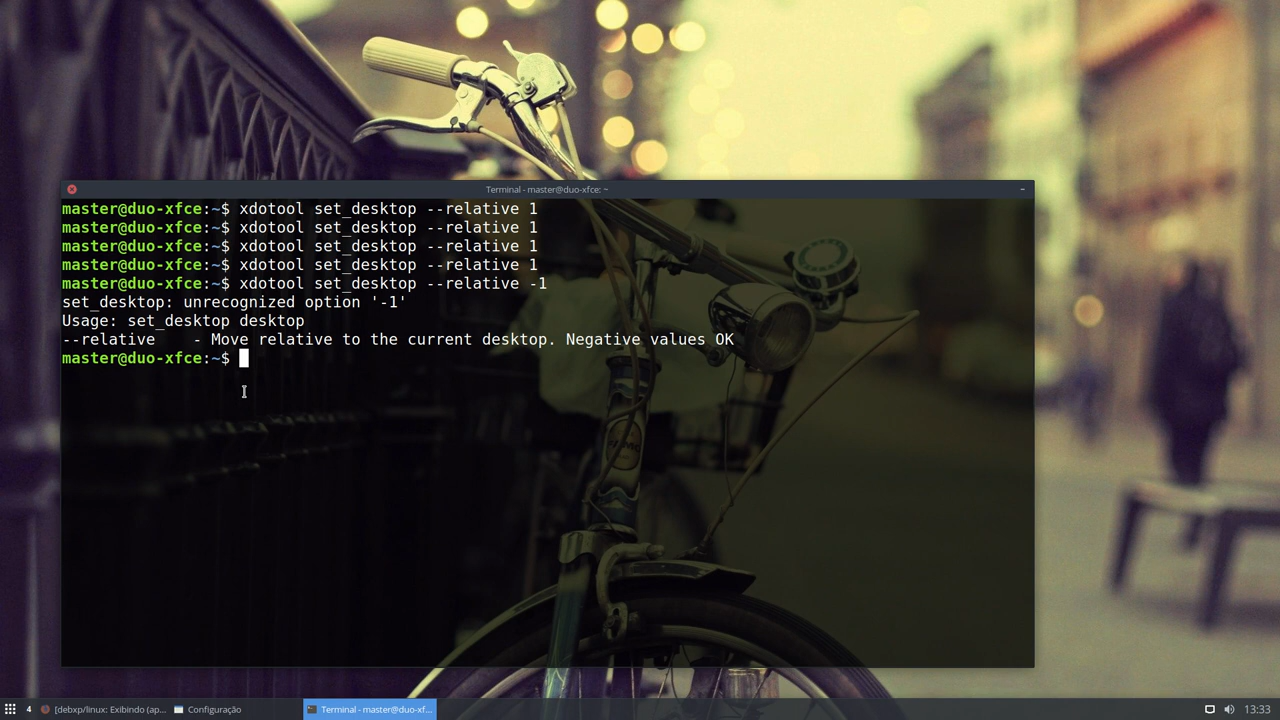 Terminal - master@duo-xfce: ~
master@duo-xfce:~$ xdotool set_desktop --relative 1
master@duo-xfce:~$ xdotool set_desktop --relative 1
master@duo-xfce:~$ xdotool set_desktop --relative 1
master@duo-xfce:~$ xdotool set_desktop --relative 1
master@duo-xfce:~$ xdotool set_desktop --relative -1
set_desktop: unrecognized option '-1'
Usage: set_desktop desktop
--relative    - Move relative to the current desktop. Negative values OK
master@duo-xfce:~$
4 [debxp/linux: Exibindo (ap... Configuração Terminal - master@duo-xf... 13:33